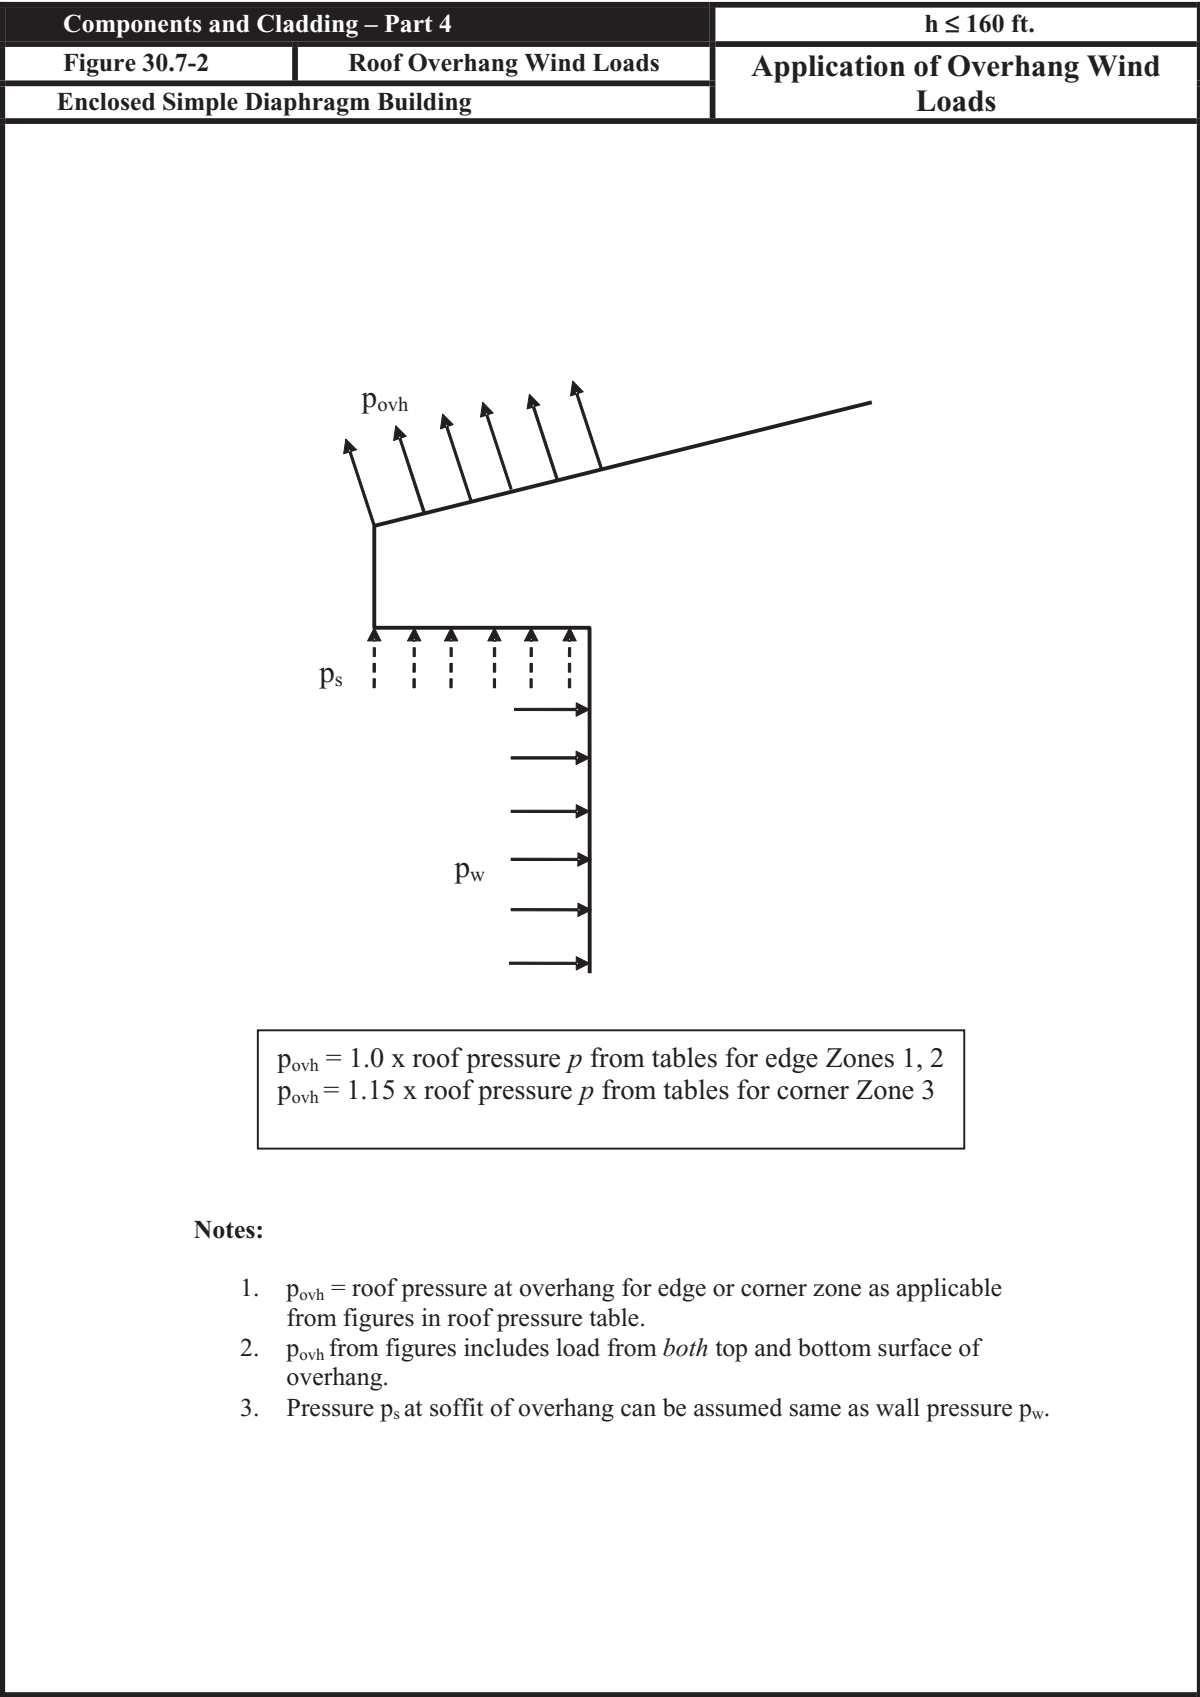 Components and Cladding – Part 4
h ≤ 160 ft.
Figure 30.7-2
Roof Overhang Wind Loads
Application of Overhang Wind
Loads
Enclosed Simple Diaphragm Building
povh
ps
pw
povh = 1.0 x roof pressure p from tables for edge Zones 1, 2
povh = 1.15 x roof pressure p from tables for corner Zone 3
Notes:
1. povh = roof pressure at overhang for edge or corner zone as applicable
from figures in roof pressure table.
2. povh from figures includes load from both top and bottom surface of
overhang.
3. Pressure ps at soffit of overhang can be assumed same as wall pressure pw.